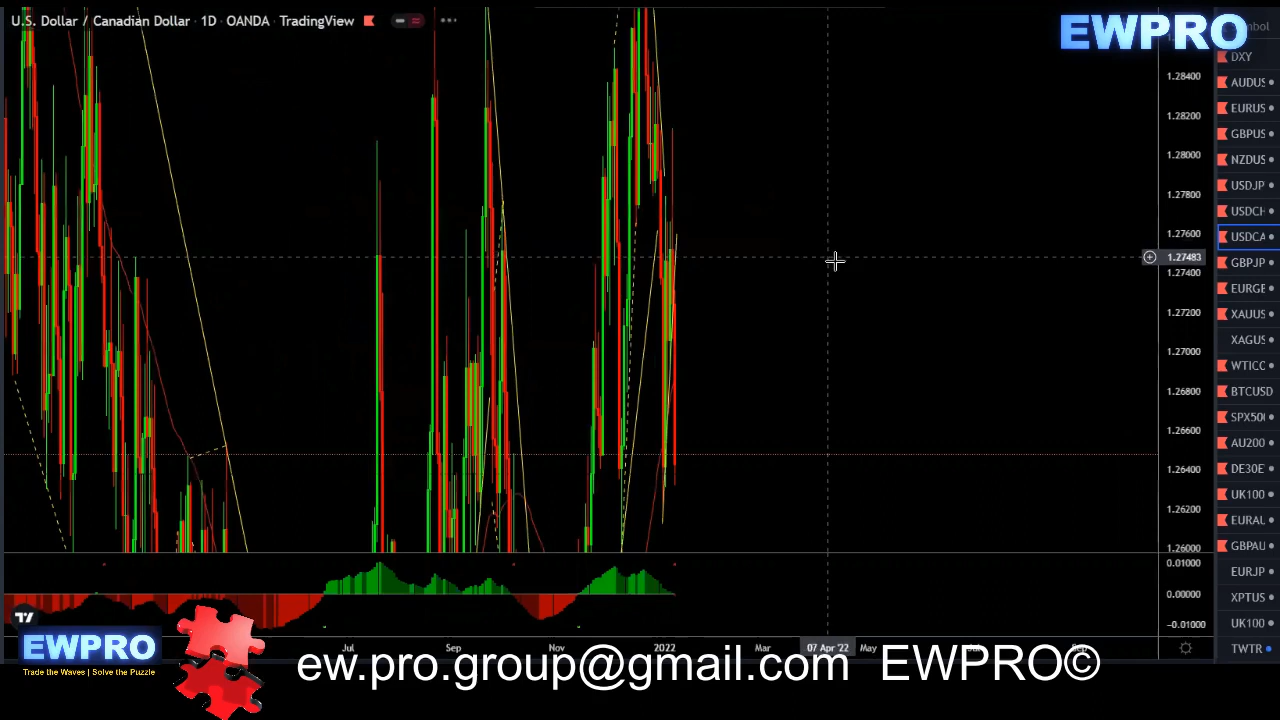 U.S. Dollar / Canadian Dollar · 1D · OANDA · TradingView
EWPRO
DXY
1.28400
AUDUS
1.28200
EURUS
GBPUS
1.28000
NZDUS
1.27800
USDJP
USDCH
1.27600
USDCA
1.27483
GBPJP
1.27400
EURGE
1.27200
XAUUS
XAGUS
1.27000
WTICC
1.26800
BTCUSD
SPX500
1.26600
AU200
1.26400
DE30E
UK100
1.26200
EURAL
1.26000
GBPAU
0.01000
EURJP
0.00000
XPTUS
-0.01000
UK100
Jul
Sep
Nov
2022
Mar
07 Apr '22
May
TWTR
EWPRO
Trade the Waves | Solve the Puzzle
ew.pro.group@gmail.com EWPRO©